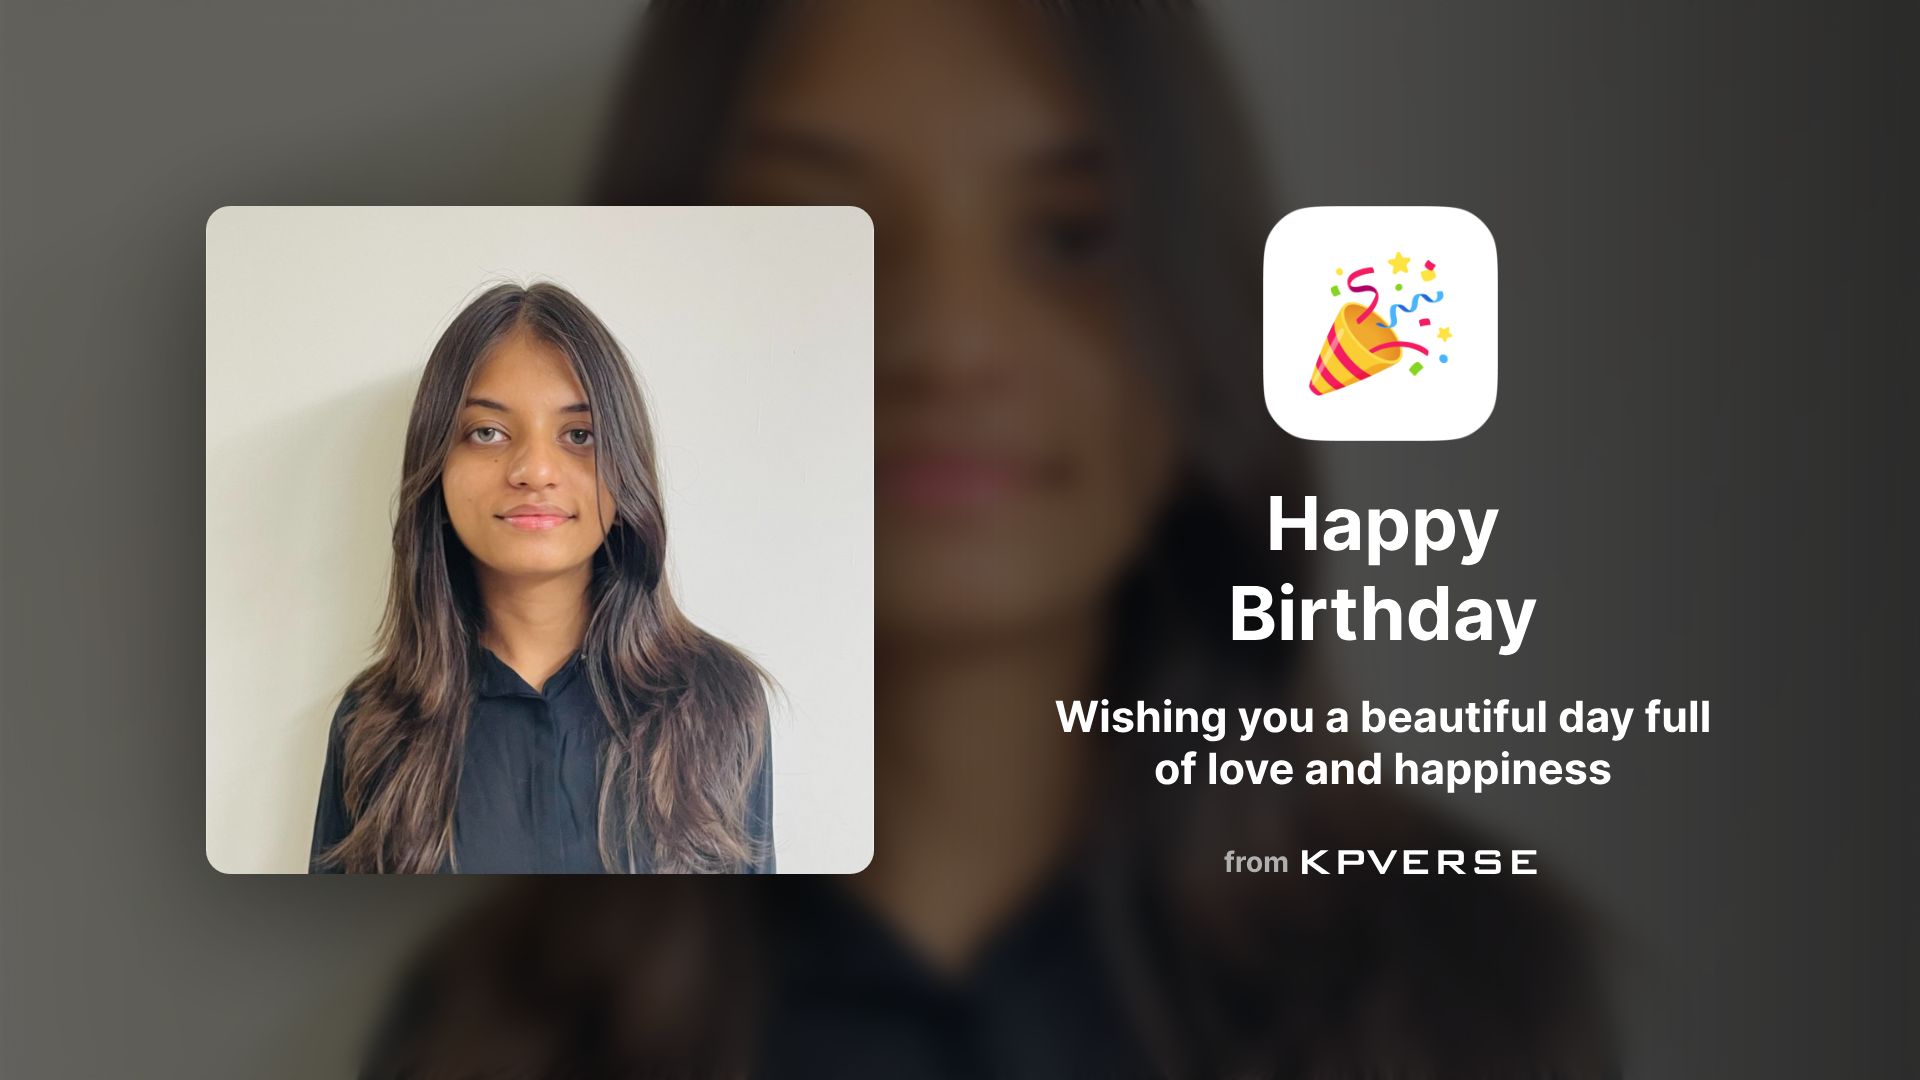 Happy
Birthday
Wishing you a beautiful day full
of love and happiness
from KPVERSE